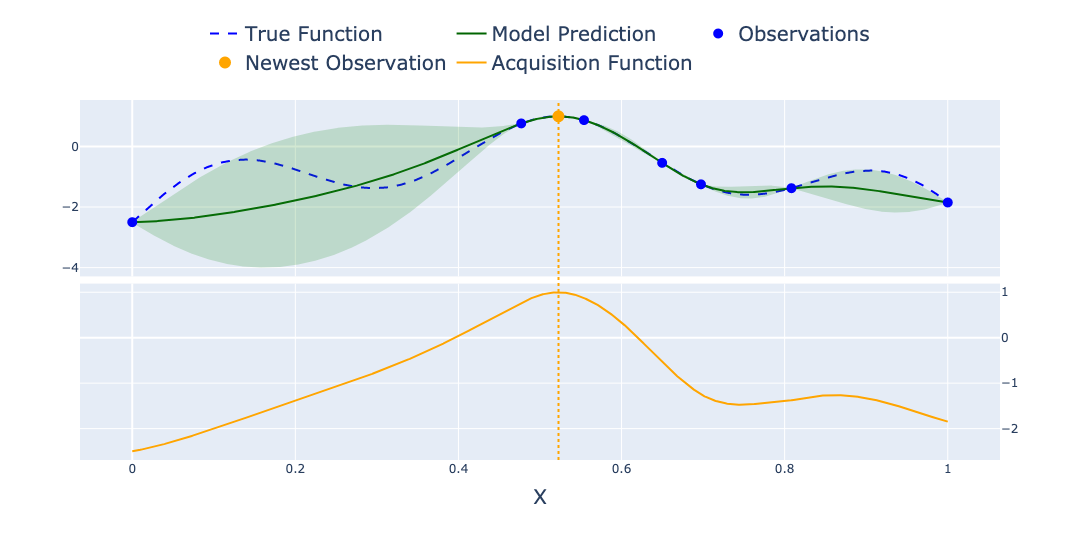 True Function Model Prediction Observations
Newest Observation Acquisition Function
0
−2
−4
1
0
−1
−2
0 0.2 0.4 0.6 0.8 1
X